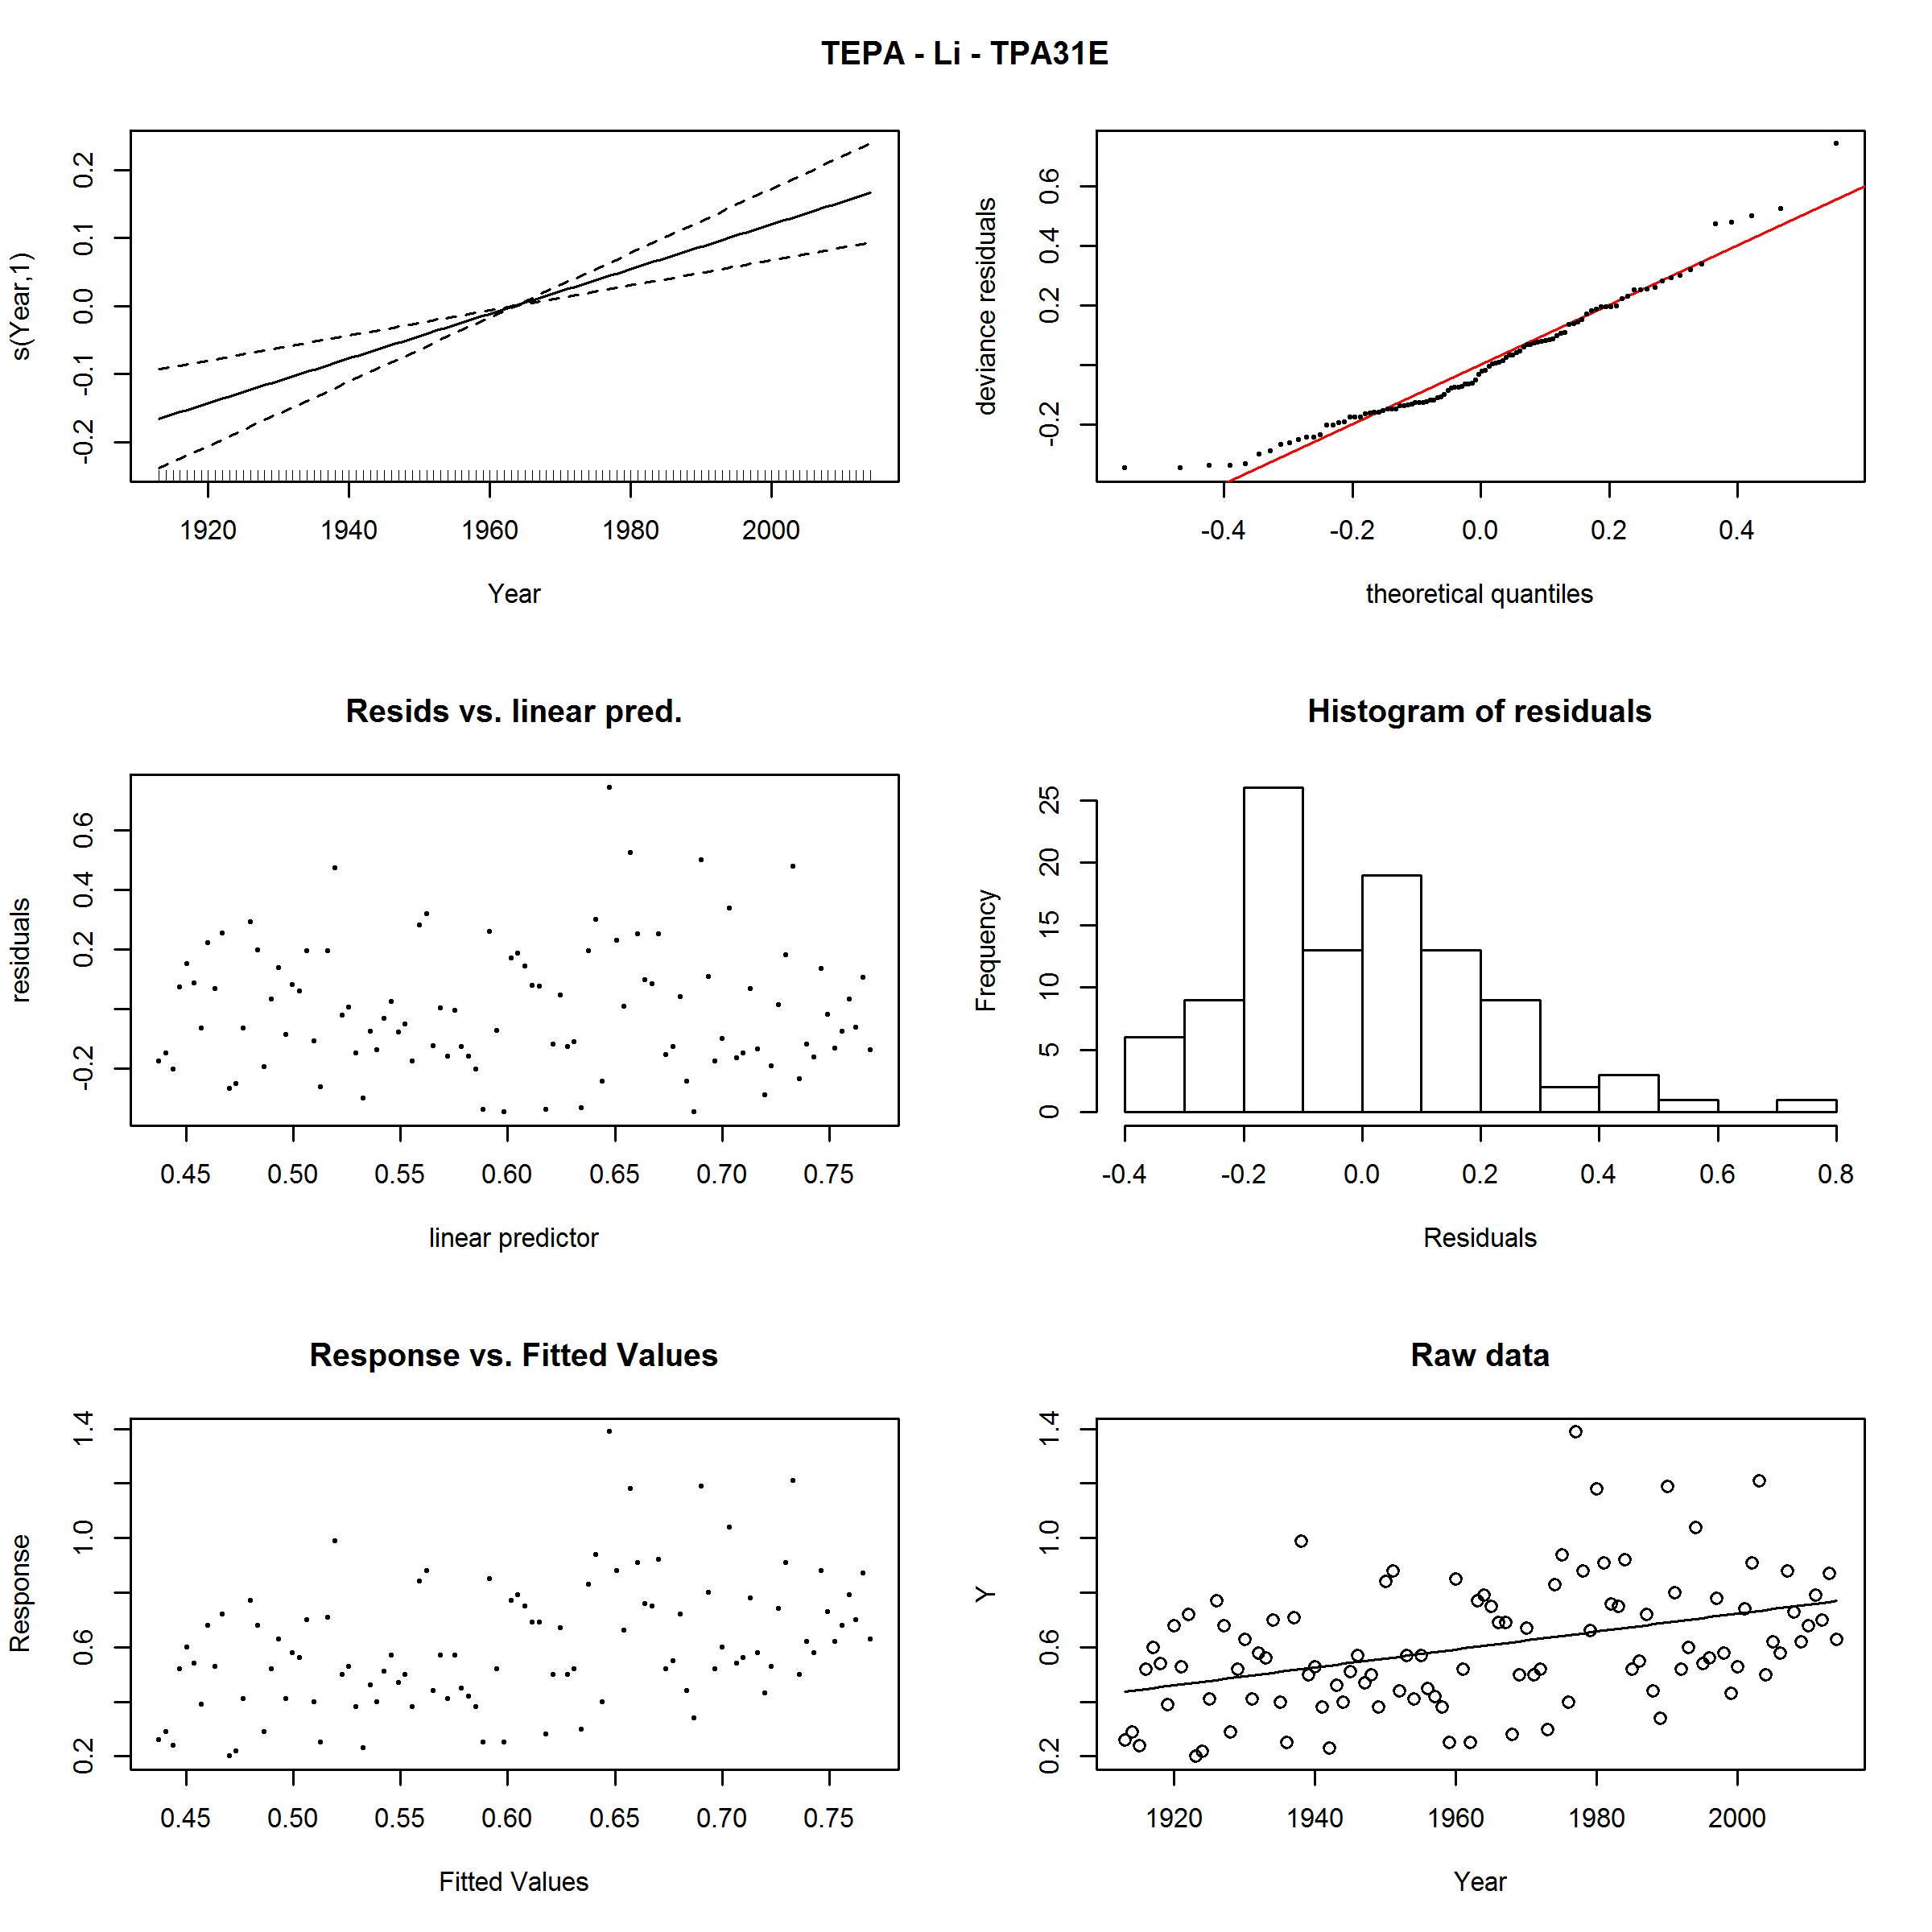 TEPA - Li - TPA31E
s(Year,1)
0.2
0.1
0.0
-0.1
-0.2
1920 1940 1960 1980 2000
Year
deviance residuals
0.6
0.4
0.2
-0.2
-0.4 -0.2 0.0 0.2 0.4
theoretical quantiles
Resids vs. linear pred.
residuals
0.6
0.4
0.2
-0.2
0.45 0.50 0.55 0.60 0.65 0.70 0.75
linear predictor
Histogram of residuals
Frequency
25
20
15
10
5
0
-0.4 -0.2 0.0 0.2 0.4 0.6 0.8
Residuals
Response vs. Fitted Values
Response
1.4
1.0
0.6
0.2
0.45 0.50 0.55 0.60 0.65 0.70 0.75
Fitted Values
Raw data
Y
1.4
1.0
0.6
0.2
1920 1940 1960 1980 2000
Year